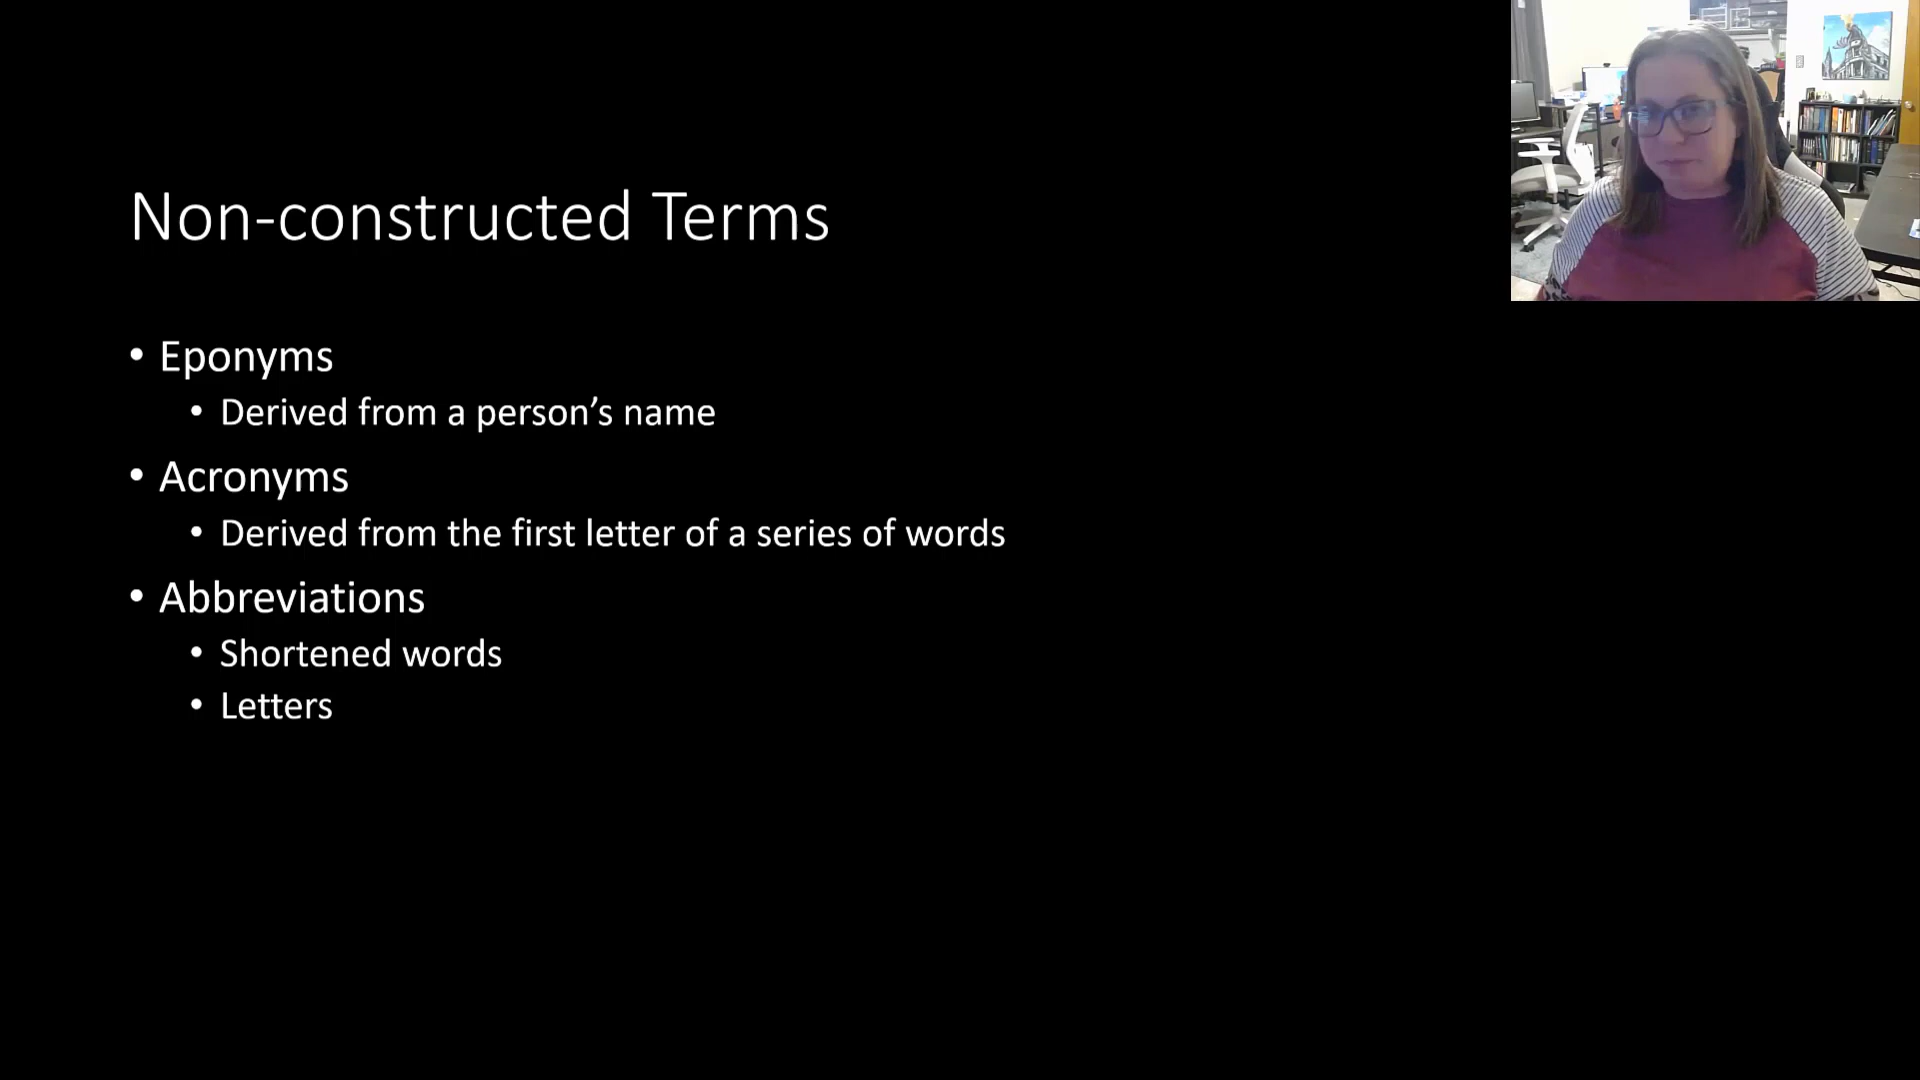 Non-constructed Terms
• Eponyms
• Derived from a person’s name
• Acronyms
• Derived from the first letter of a series of words
• Abbreviations
• Shortened words
• Letters